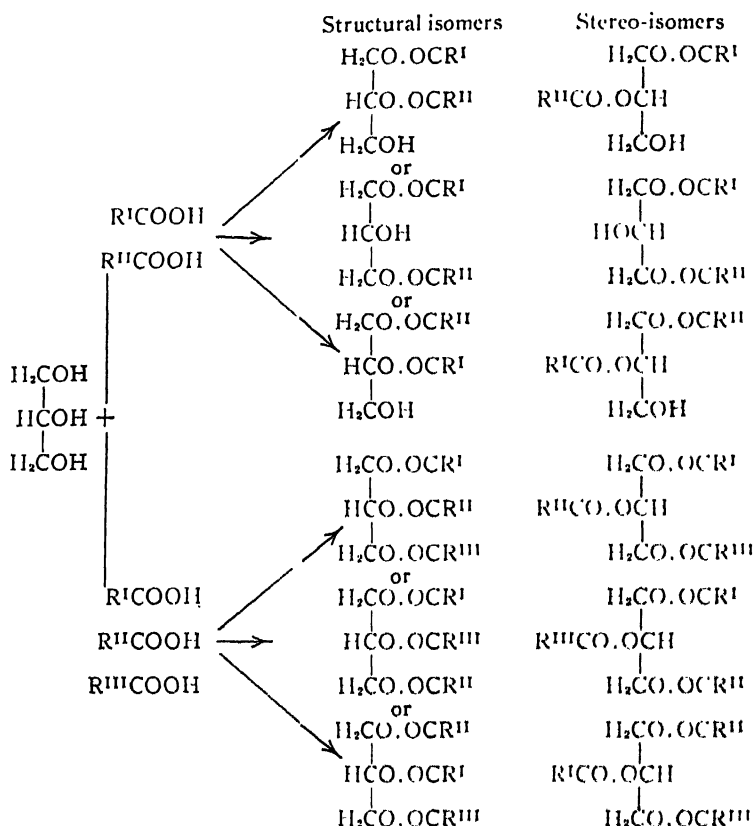 Structural isomers Stereo-isomers
H₂CO.OCRᴵ H₂CO.OCRᴵ
HCO.OCRᴵᴵ RᴵᴵCO.OCH
H₂COH H₂COH
or
H₂CO.OCRᴵ H₂CO.OCRᴵ
RᴵCOOH
HCOH HOCH
RᴵᴵCOOH H₂CO.OCRᴵᴵ H₂CO.OCRᴵᴵ
or
H₂CO.OCRᴵᴵ H₂CO.OCRᴵᴵ
HCO.OCRᴵ RᴵCO.OCH
H₂COH
H₂COH H₂COH
HCOH +
H₂COH
H₂CO.OCRᴵ H₂CO.OCRᴵ
HCO.OCRᴵᴵ RᴵᴵCO.OCH
H₂CO.OCRᴵᴵᴵ H₂CO.OCRᴵᴵᴵ
or
RᴵCOOH H₂CO.OCRᴵ H₂CO.OCRᴵ
RᴵᴵCOOH HCO.OCRᴵᴵᴵ RᴵᴵᴵCO.OCH
RᴵᴵᴵCOOH H₂CO.OCRᴵᴵ H₂CO.OCRᴵᴵ
or
H₂CO.OCRᴵᴵ H₂CO.OCRᴵᴵ
HCO.OCRᴵ RᴵCO.OCH
H₂CO.OCRᴵᴵᴵ H₂CO.OCRᴵᴵᴵ